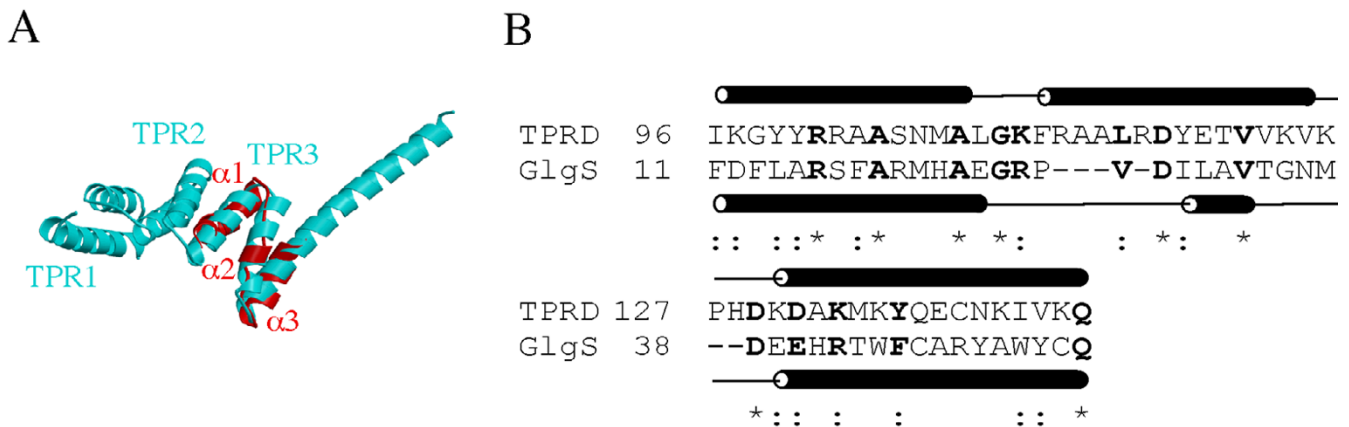 A
B
TPR1
TPR2
TPR3
α1
α2
α3
TPRD 96 IKGYYRRAASNMALGKFRAALRDYETVVKVK
GlgS 11 FDFLARSFARMHAEGRP---V-DILAVTGNM
:: ::* :*   * *:    : *:  *
TPRD 127 PHDKDAKMKYQECNKIVKQ
GlgS 38 --DEEHRTWFCARYAWYCQ
*:: :  :     :: *